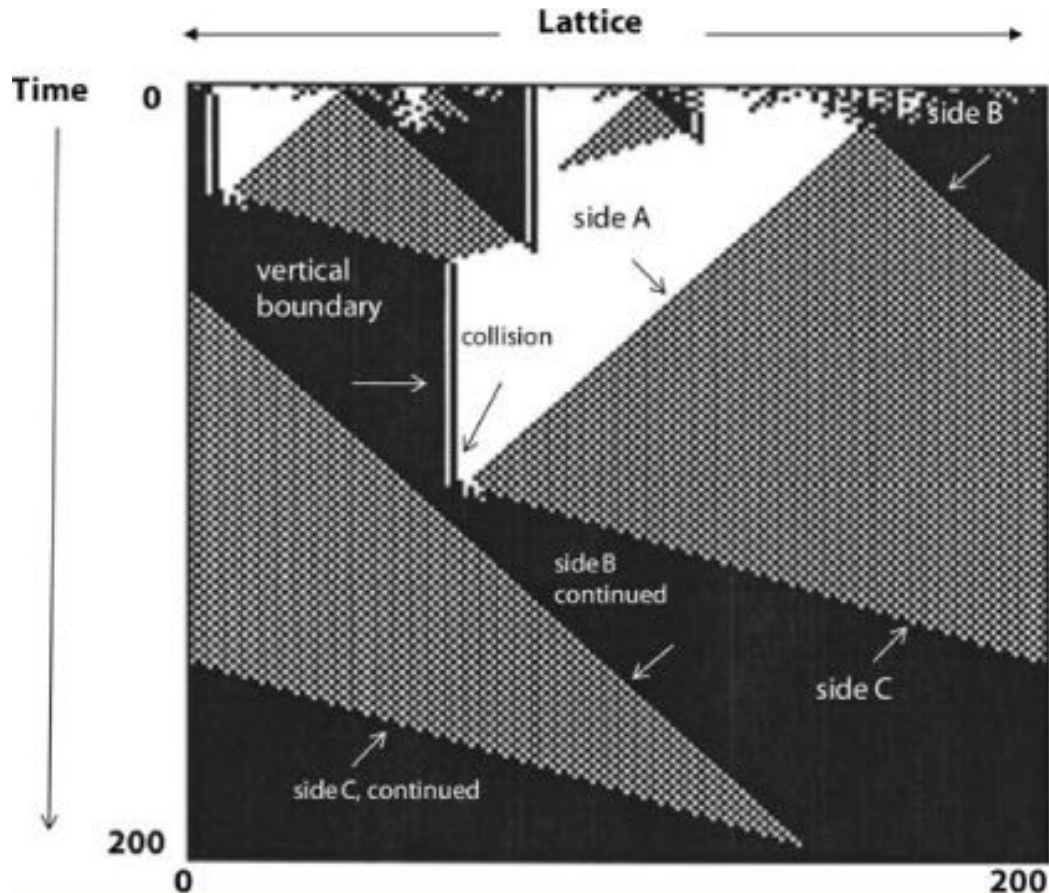 Lattice
Time
0
side B
side A
vertical
boundary
collision
side B
continued
side C
side C, continued
200
0
200